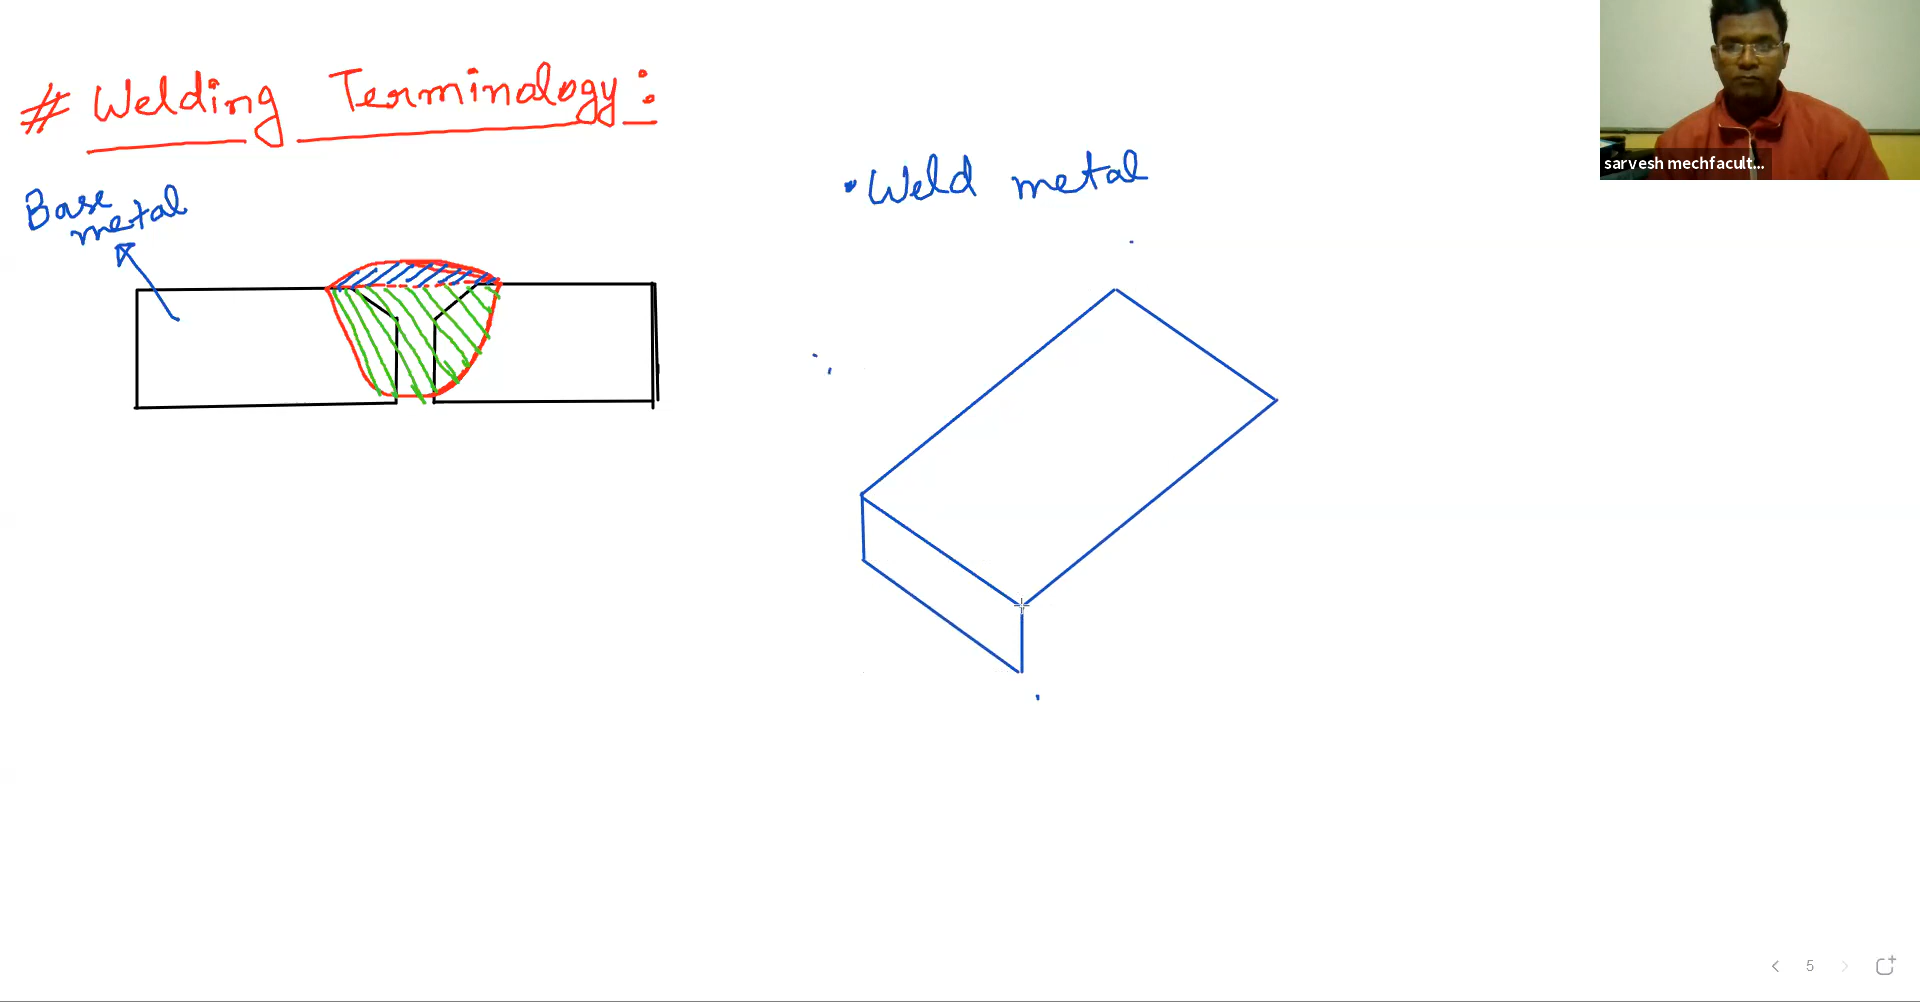 # Welding Terminology:
Base
metal
• Weld metal
sarvesh mechfacult...
5